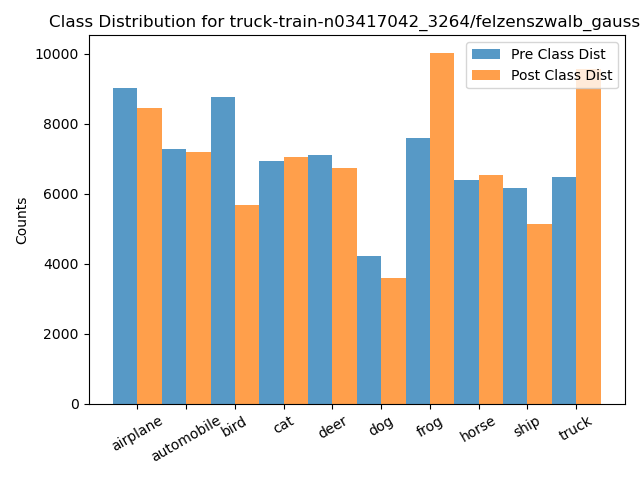 Class Distribution for truck-train-n03417042_3264/felzenszwalb_gauss
Pre Class Dist
Post Class Dist
Counts
10000
8000
6000
4000
2000
0
airplane
automobile
bird
cat
deer
dog
frog
horse
ship
truck